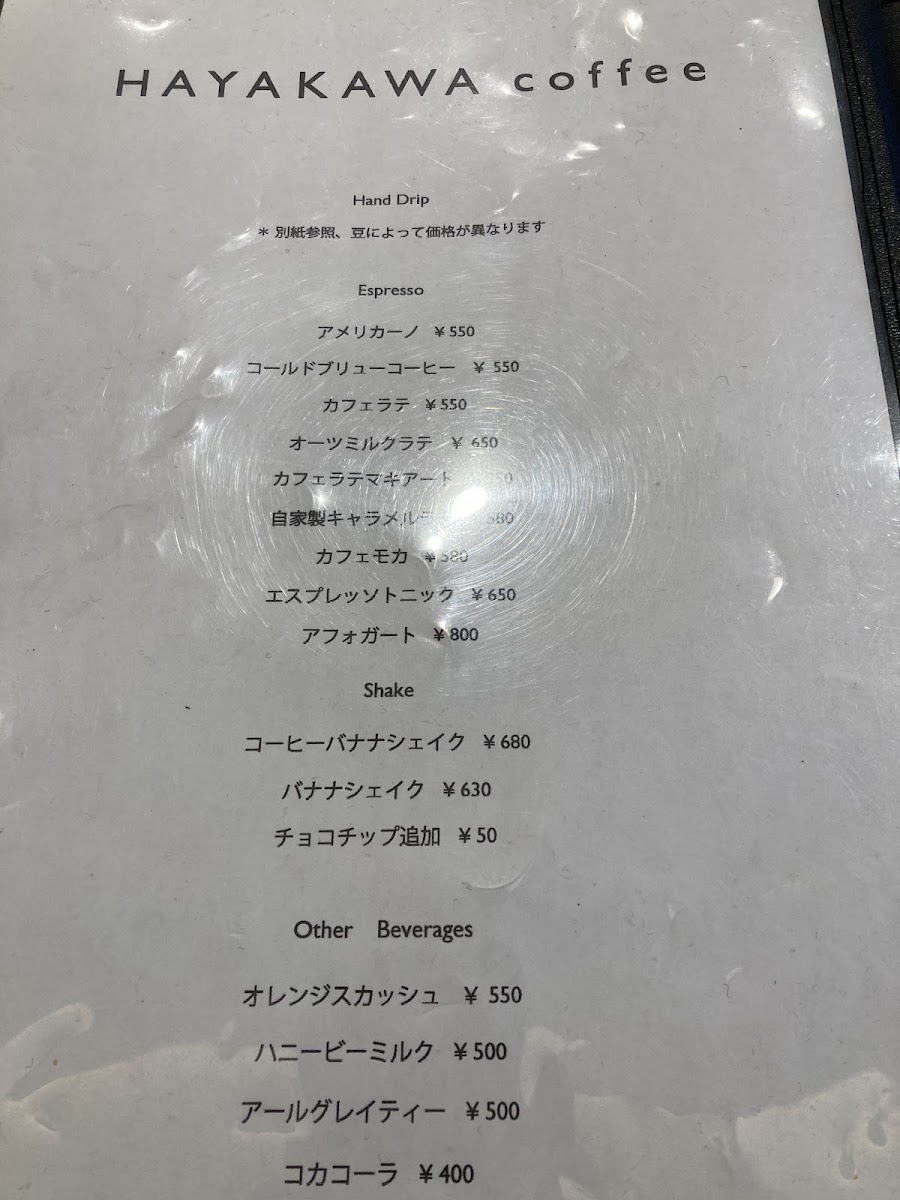 HAYAKAWA coffee
Hand Drip
＊別紙参照、豆によって価格が異なります
Espresso
アメリカーノ ¥550
コールドブリューコーヒー ¥ 550
カフェラテ ¥550
オーツミルクラテ ¥ 650
カフェラテマキアート
自家製キャラメル
カフェモカ ¥580
エスプレッソトニック ¥650
アフォガート ¥800
Shake
コーヒーバナナシェイク ¥680
バナナシェイク ¥630
チョコチップ追加 ¥50
Other Beverages
オレンジスカッシュ ¥ 550
ハニービーミルク ¥500
アールグレイティー ¥500
コカコーラ ¥400